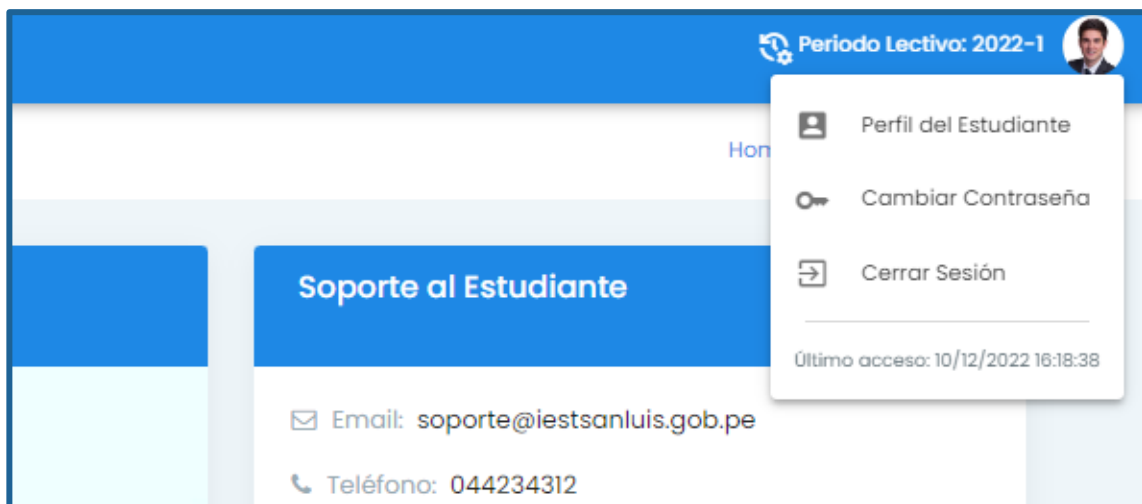 Periodo Lectivo: 2022-1
Perfil del Estudiante
Hom
Cambiar Contraseña
Cerrar Sesión
Soporte al Estudiante
Último acceso: 10/12/2022 16:18:38
Email: soporte@iestsanluis.gob.pe
Teléfono: 044234312